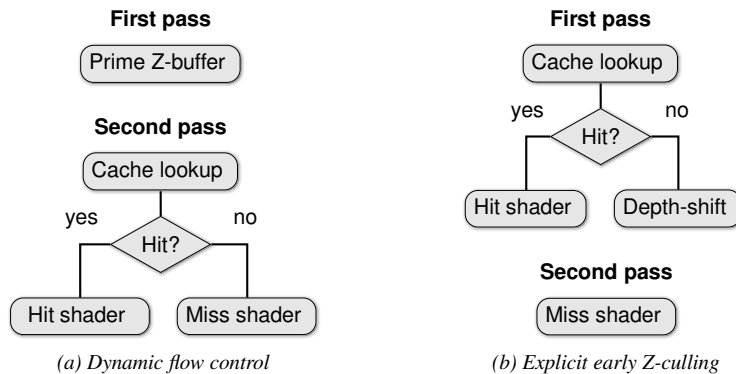 First pass
Prime Z-buffer
Second pass
Cache lookup
yes
no
Hit?
Hit shader
Miss shader
(a) Dynamic flow control
First pass
Cache lookup
yes
no
Hit?
Hit shader
Depth-shift
Second pass
Miss shader
(b) Explicit early Z-culling